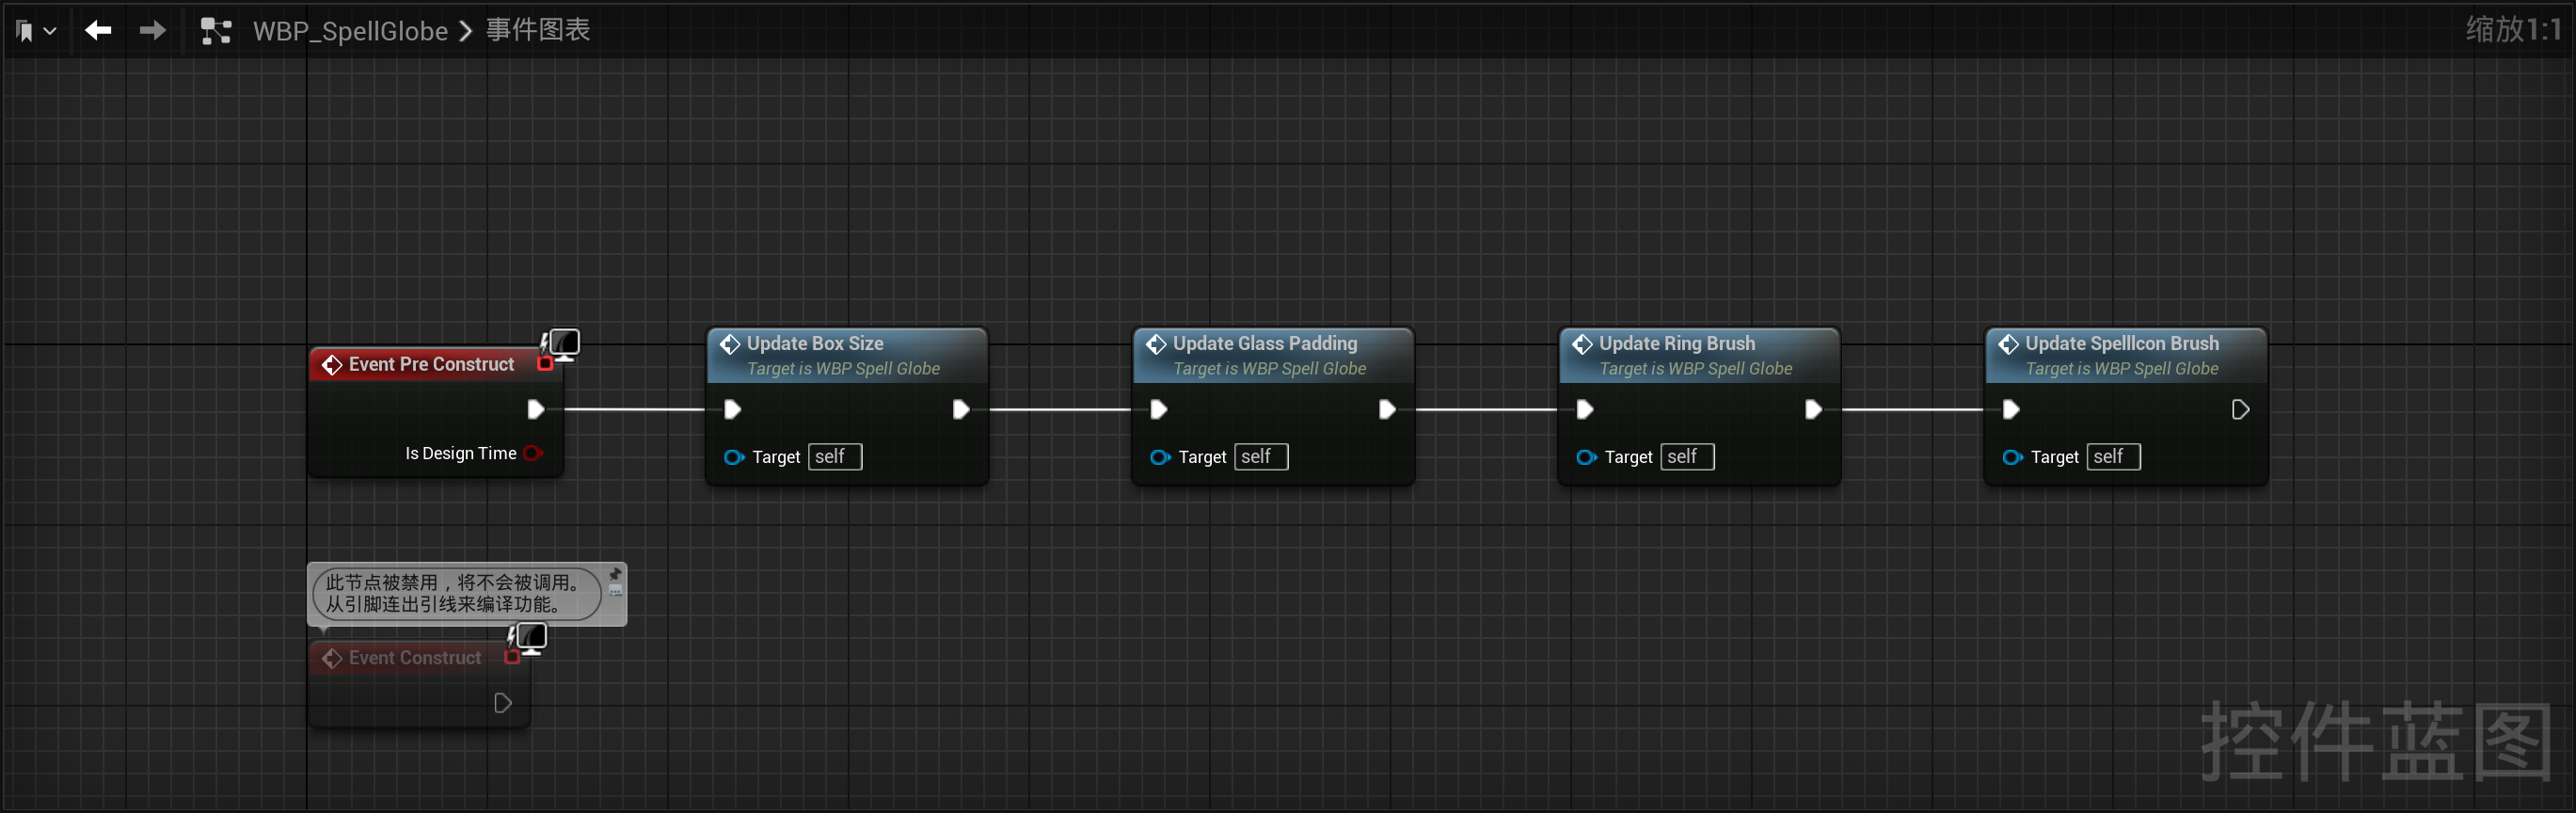 WBP_SpellGlobe
事件图表
缩放1:1
Event Pre Construct
Is Design Time
Update Box Size
Target is WBP Spell Globe
Target self
Update Glass Padding
Target is WBP Spell Globe
Target self
Update Ring Brush
Target is WBP Spell Globe
Target self
Update SpellIcon Brush
Target is WBP Spell Globe
Target self
此节点被禁用，将不会被调用。
从引脚连出引线来编译功能。
Event Construct
控件蓝图